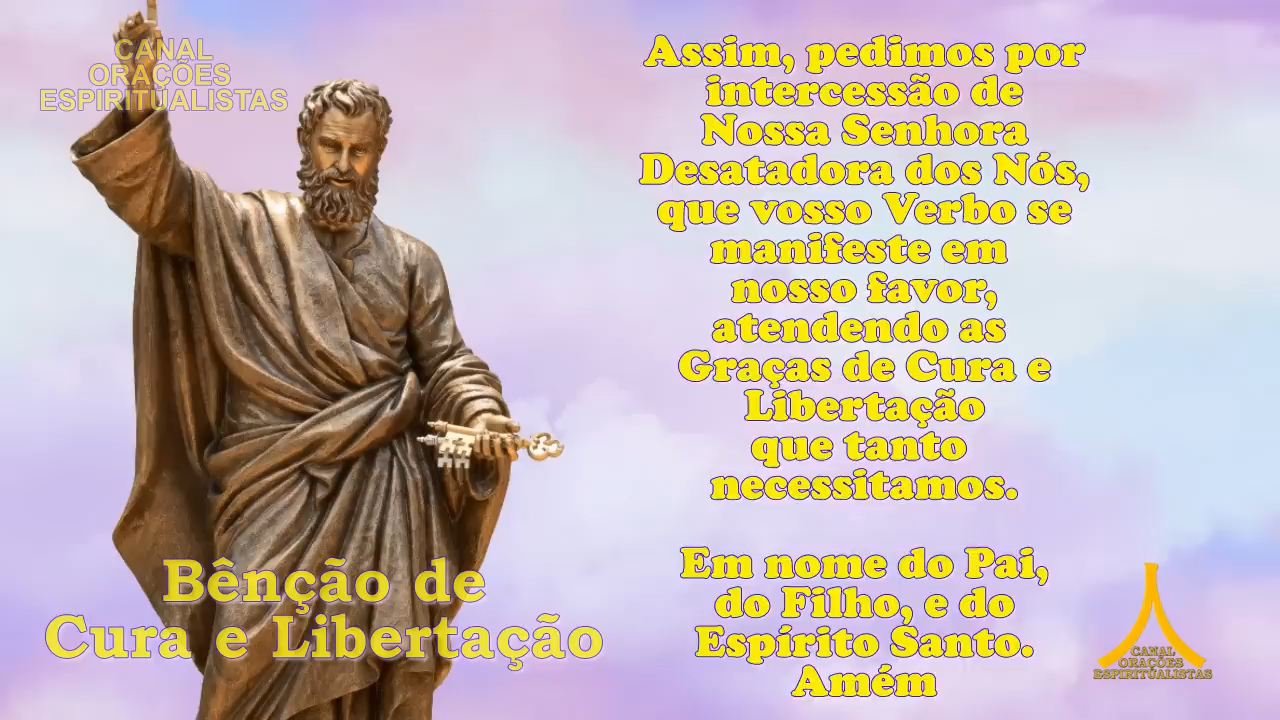 CANAL
ORAÇÕES
ESPIRITUALISTAS
Assim, pedimos por
intercessão de
Nossa Senhora
Desatadora dos Nós,
que vosso Verbo se
manifeste em
nosso favor,
atendendo as
Graças de Cura e
Libertação
que tanto
necessitamos.
Em nome do Pai,
do Filho, e do
Espírito Santo.
Amém
Bênção de
Cura e Libertação
CANAL
ORAÇÕES
ESPIRITUALISTAS